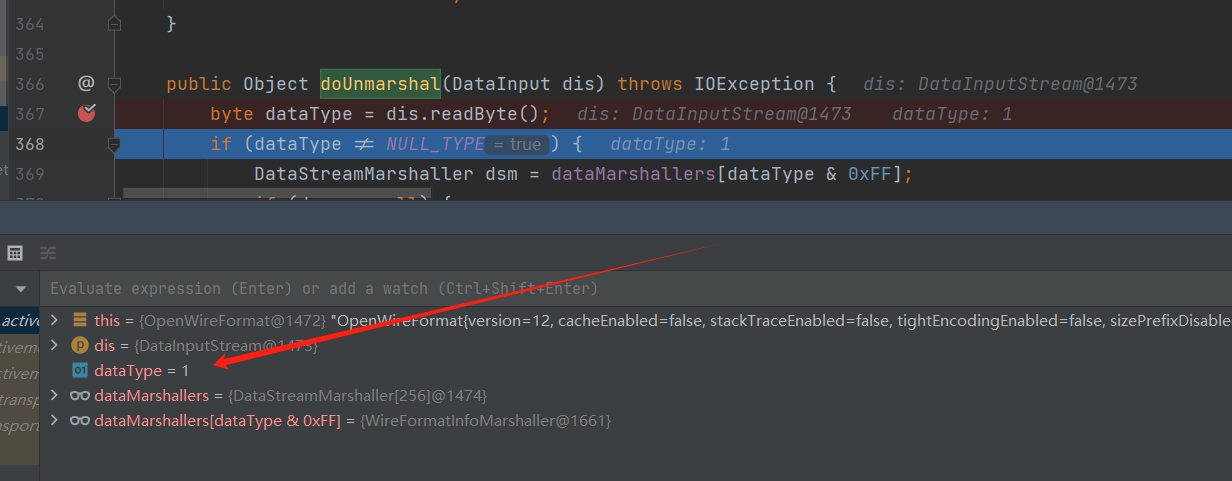 364 }
365
366 @ public Object doUnmarshal(DataInput dis) throws IOException { dis: DataInputStream@1473
367 byte dataType = dis.readByte(); dis: DataInputStream@1473 dataType: 1
368 if (dataType ≠ NULL_TYPE = true ) { dataType: 1
369 DataStreamMarshaller dsm = dataMarshallers[dataType & 0xFF];
Evaluate expression (Enter) or add a watch (Ctrl+Shift+Enter)
.active this = {OpenWireFormat@1472} "OpenWireFormat{version=12, cacheEnabled=false, stackTraceEnabled=false, tightEncodingEnabled=false, sizePrefixDisable
dis = {DataInputStream@1473}
01 dataType = 1
dataMarshallers = {DataStreamMarshaller[256]@1474}
dataMarshallers[dataType & 0xFF] = {WireFormatInfoMarshaller@1661}